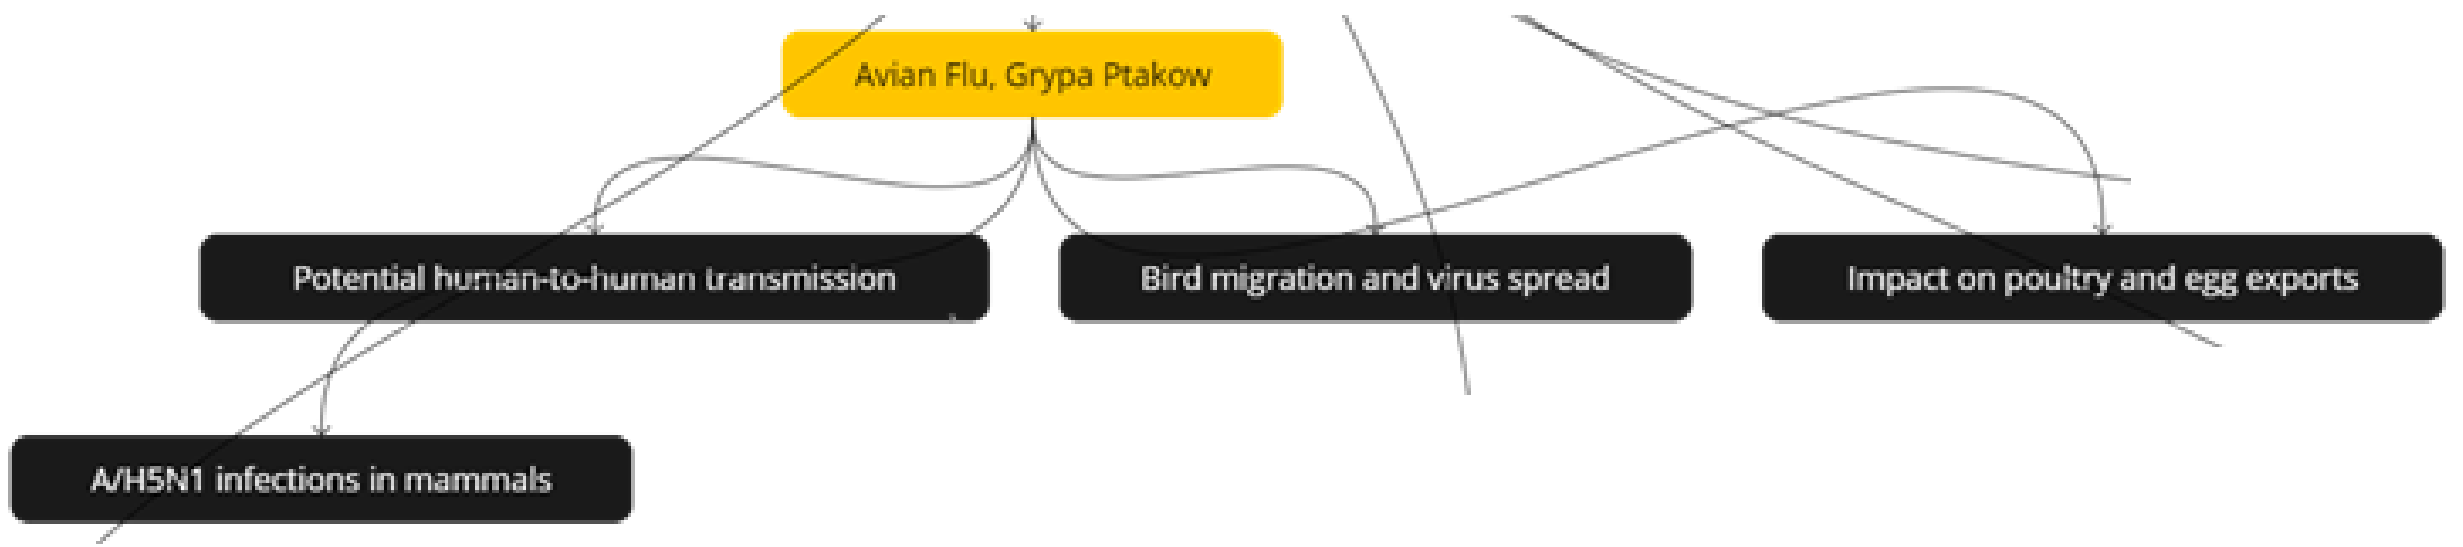 Avian Flu, Grypa Ptakow
Potential human-to-human transmission
Bird migration and virus spread
Impact on poultry and egg exports
A/H5N1 infections in mammals